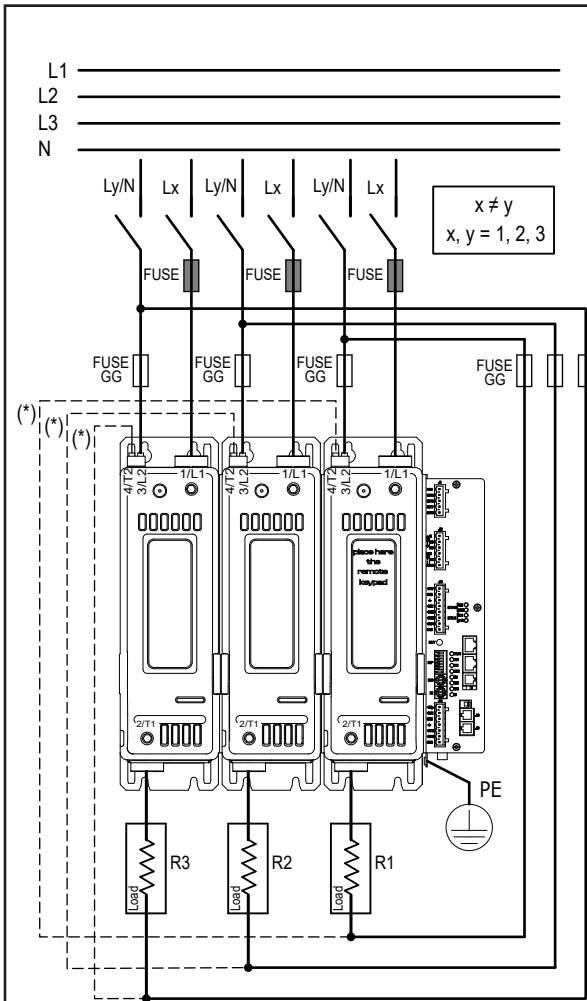 L1
L2
L3
N
Ly/N Lx Ly/N Lx Ly/N Lx
x ≠ y
x, y = 1, 2, 3
FUSE FUSE FUSE
FUSE GG
FUSE GG
FUSE GG
FUSE GG
(*) (*) (*)
4/T2 3/L2 1/L1
4/T2 3/L2 1/L1
4/T2 3/L2 1/L1
place here
the
remote
keypad
2/T1 2/T1 2/T1
PE
Load R3
Load R2
Load R1